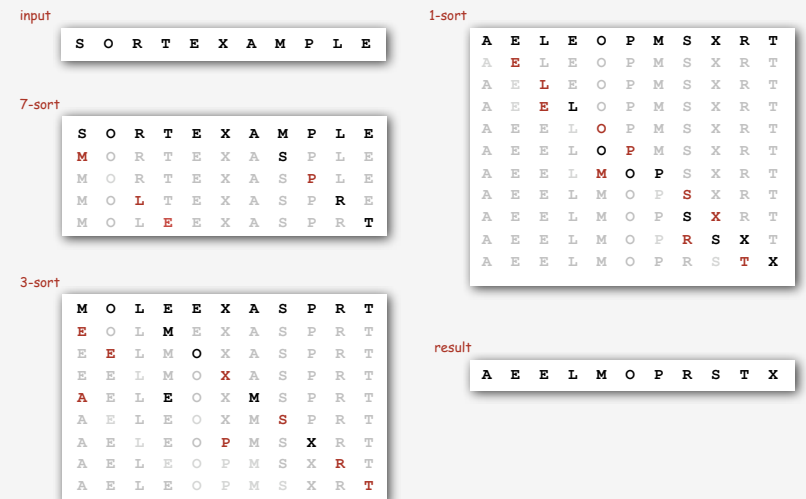 input
S O R T E X A M P L E
7-sort
S O R T E X A M P L E
M O R T E X A S P L E
M O R T E X A S P L E
M O L T E X A S P R E
M O L E E X A S P R T
3-sort
M O L E E X A S P R T
E O L M E X A S P R T
E E L M O X A S P R T
E E L M O X A S P R T
A E L E O X M S P R T
A E L E O X M S P R T
A E L E O P M S X R T
A E L E O P M S X R T
A E L E O P M S X R T
1-sort
A E L E O P M S X R T
A E L E O P M S X R T
A E L E O P M S X R T
A E E L O P M S X R T
A E E L O P M S X R T
A E E L O P M S X R T
A E E L M O P S X R T
A E E L M O P S X R T
A E E L M O P S X R T
A E E L M O P R S X T
A E E L M O P R S T X
result
A E E L M O P R S T X